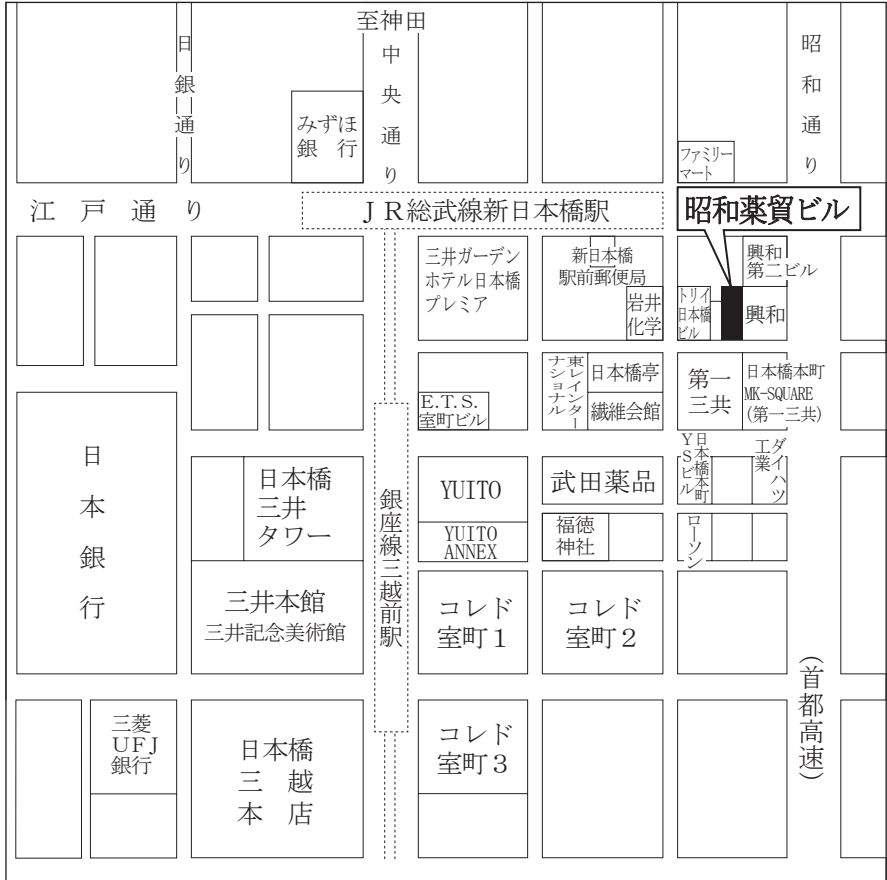 至神田
日銀通り
中央通り
昭和通り
みずほ
銀行
ファミリー
マート
江戸通り
JR総武線新日本橋駅
昭和薬貿ビル
三井ガーデン
ホテル日本橋
プレミア
新日本橋
駅前郵便局
岩井
化学
トリイ
日本橋
ビル
興和
第二ビル
興和
E.T.S.
室町ビル
東レインター
ナショナル
日本橋亭
繊維会館
第一
三共
日本橋本町
MK-SQUARE
(第一三共)
日本銀行
日本橋
三井
タワー
銀座線三越前駅
YUITO
YUITO
ANNEX
武田薬品
福徳
神社
日本橋本町
YSビル
ダイハツ
工業
ローソン
三井本館
三井記念美術館
コレド
室町1
コレド
室町2
(首都高速)
三菱
UFJ
銀行
日本橋
三越
本店
コレド
室町3